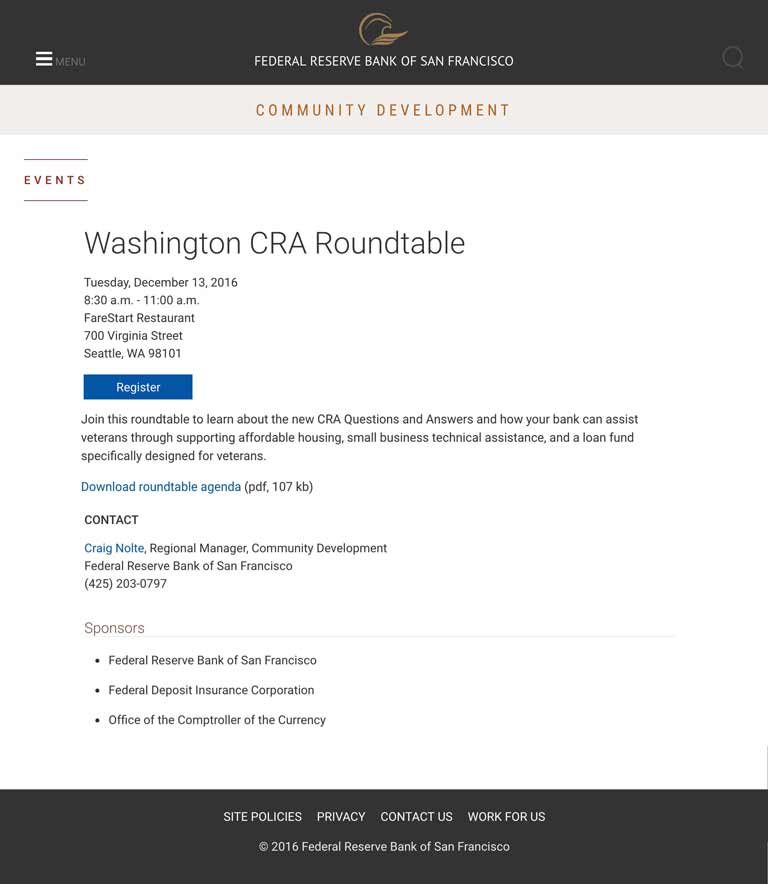 MENU
FEDERAL RESERVE BANK OF SAN FRANCISCO
COMMUNITY DEVELOPMENT
EVENTS
Washington CRA Roundtable
Tuesday, December 13, 2016
8:30 a.m. - 11:00 a.m.
FareStart Restaurant
700 Virginia Street
Seattle, WA 98101
Register
Join this roundtable to learn about the new CRA Questions and Answers and how your bank can assist
veterans through supporting affordable housing, small business technical assistance, and a loan fund
specifically designed for veterans.
Download roundtable agenda (pdf, 107 kb)
CONTACT
Craig Nolte, Regional Manager, Community Development
Federal Reserve Bank of San Francisco
(425) 203-0797
Sponsors
• Federal Reserve Bank of San Francisco
• Federal Deposit Insurance Corporation
• Office of the Comptroller of the Currency
SITE POLICIES PRIVACY CONTACT US WORK FOR US
© 2016 Federal Reserve Bank of San Francisco